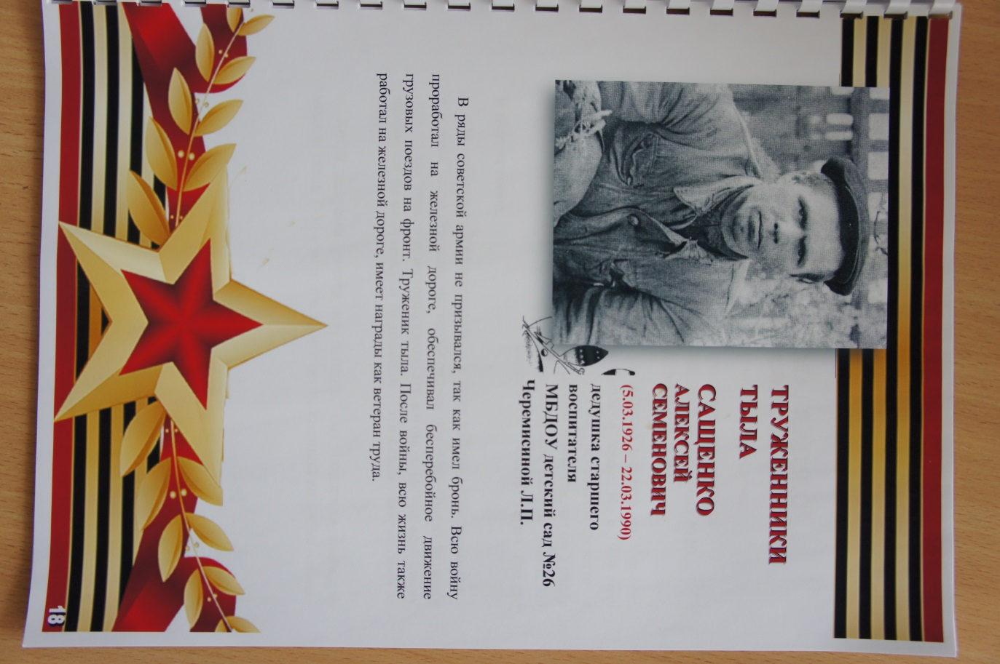 ТРУЖЕННИКИ
ТЫЛА
САЩЕНКО
АЛЕКСЕЙ
СЕМЕНОВИЧ
(5.03.1926 – 22.03.1990)
дедушка старшего
воспитателя
МБДОУ детский сад №26
Черемисиной Л.П.
В ряды советской армии не призывался, так как имел бронь. Всю войну
проработал на железной дороге, обеспечивал бесперебойное движение
грузовых поездов на фронт. Труженик тыла. После войны, всю жизнь также
работал на железной дороге, имеет награды как ветеран труда.
18